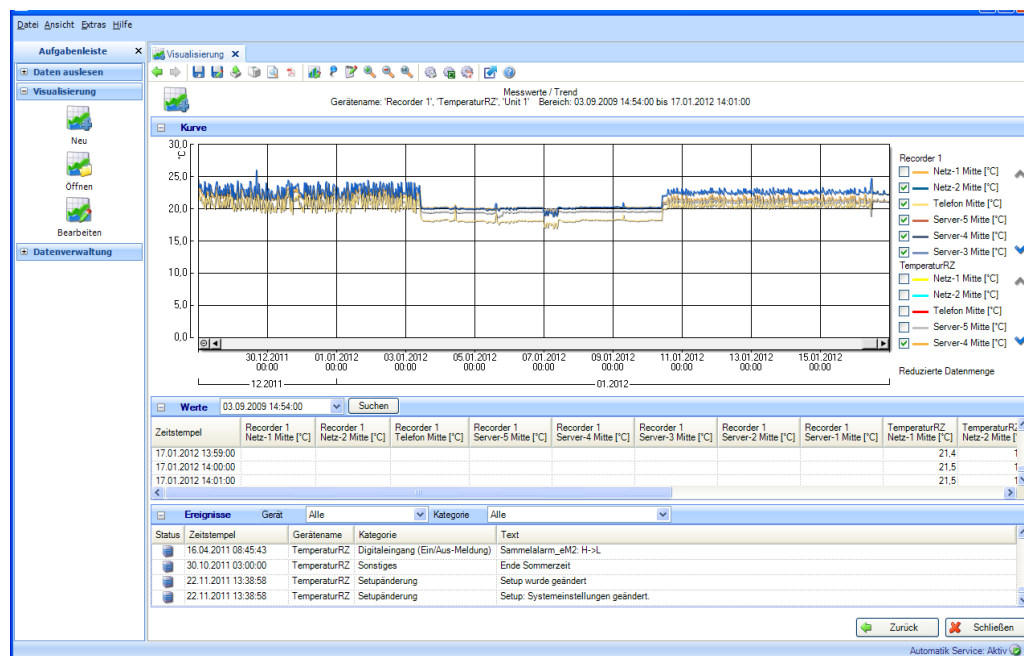 Datei Ansicht Extras Hilfe
Aufgabenliste
Daten auslesen
Visualisierung
Neu
Öffnen
Bearbeiten
Datenverwaltung
Visualisierung
Messwerte / Trend
Gerätename: 'Recorder 1', 'TemperaturRZ', 'Unit 1' Bereich: 03.09.2009 14:54:00 bis 17.01.2012 14:01:00
Kurve
°C
30,0
25,0
20,0
15,0
10,0
5,0
0,0
30.12.2011 01.01.2012 03.01.2012 05.01.2012 07.01.2012 09.01.2012 11.01.2012 13.01.2012 15.01.2012
00:00 00:00 00:00 00:00 00:00 00:00 00:00 00:00 00:00
12.2011 01.2012
Recorder 1
Netz-1 Mitte [°C]
Netz-2 Mitte [°C]
Telefon Mitte [°C]
Server-5 Mitte [°C]
Server-4 Mitte [°C]
Server-3 Mitte [°C]
TemperaturRZ
Netz-1 Mitte [°C]
Netz-2 Mitte [°C]
Telefon Mitte [°C]
Server-5 Mitte [°C]
Server-4 Mitte [°C]
Reduzierte Datenmenge
Werte 03.09.2009 14:54:00 Suchen
Zeitstempel
Recorder 1 Recorder 1 Recorder 1 Recorder 1 Recorder 1 Recorder 1 Recorder 1 Recorder 1 TemperaturRZ TemperaturRZ
Netz-1 Mitte [°C] Netz-2 Mitte [°C] Telefon Mitte [°C] Server-5 Mitte [°C] Server-4 Mitte [°C] Server-3 Mitte [°C] Server-2 Mitte [°C] Server-1 Mitte [°C] Netz-1 Mitte [°C] Netz-2 Mitte [°
17.01.2012 13:59:00 21,4 1
17.01.2012 14:00:00 21,5 1
17.01.2012 14:01:00 21,5 1
Ereignisse Gerät Alle Kategorie Alle
Status Zeitstempel Gerätename Kategorie Text
16.04.2011 08:45:43 TemperaturRZ Digitaleingang (Ein/Aus-Meldung) Sammelalarm_eM2: H->L
30.10.2011 03:00:00 TemperaturRZ Sonstiges Ende Sommerzeit
22.11.2011 13:38:58 TemperaturRZ Setupänderung Setup wurde geändert
22.11.2011 13:38:58 TemperaturRZ Setupänderung Setup: Systemeinstellungen geändert.
Zurück Schließen
Automatik Service: Aktiv